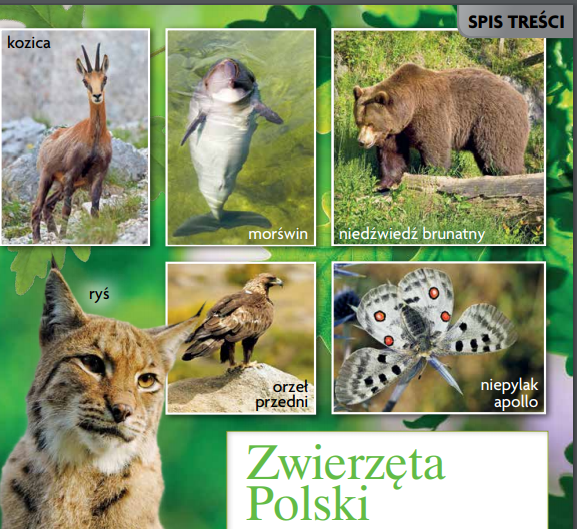 SPIS TREŚCI
kozica
morświn
niedźwiedź brunatny
ryś
orzeł
przedni
niepylak
apollo
Zwierzęta
Polski